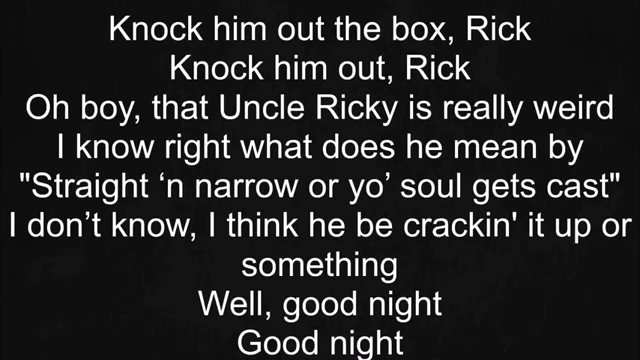 Knock him out the box, Rick
Knock him out, Rick
Oh boy, that Uncle Ricky is really weird
I know right what does he mean by
"Straight ‘n narrow or yo’ soul gets cast"
I don’t know, I think he be crackin' it up or
something
Well, good night
Good night